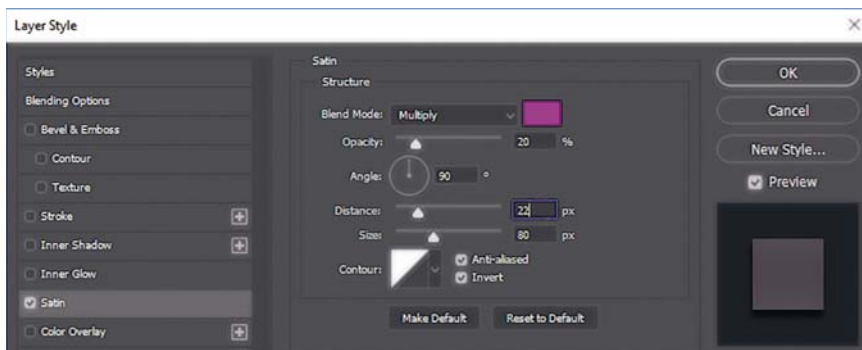 Layer Style
Styles
Blending Options
Bevel & Emboss
Contour
Texture
Stroke
Inner Shadow
Inner Glow
Satin
Color Overlay
Satin
Structure
Blend Mode: Multiply
Opacity: 20 %
Angle: 90 °
Distance: 22 px
Size: 80 px
Contour: Anti-aliased
Invert
Make Default Reset to Default
OK
Cancel
New Style...
Preview